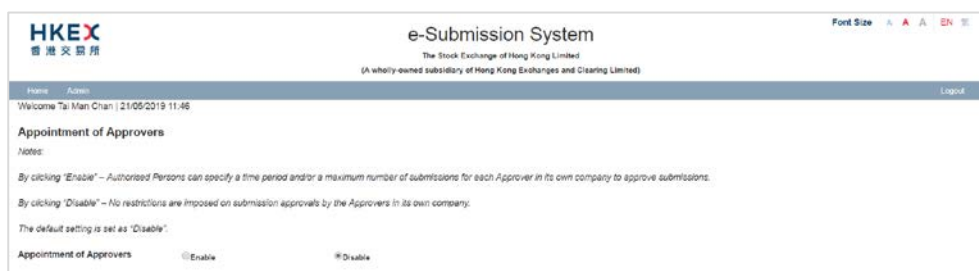 HKEX
香港交易所
e-Submission System
The Stock Exchange of Hong Kong Limited
(A wholly-owned subsidiary of Hong Kong Exchanges and Clearing Limited)
Font Size A A A EN 繁
Home Admin Logout
Welcome Tai Man Chan | 21/05/2019 11:46
Appointment of Approvers
Notes:
By clicking "Enable" – Authorised Persons can specify a time period and/or a maximum number of submissions for each Approver in its own company to approve submissions.
By clicking "Disable" – No restrictions are imposed on submission approvals by the Approvers in its own company.
The default setting is set as "Disable".
Appointment of Approvers Enable Disable